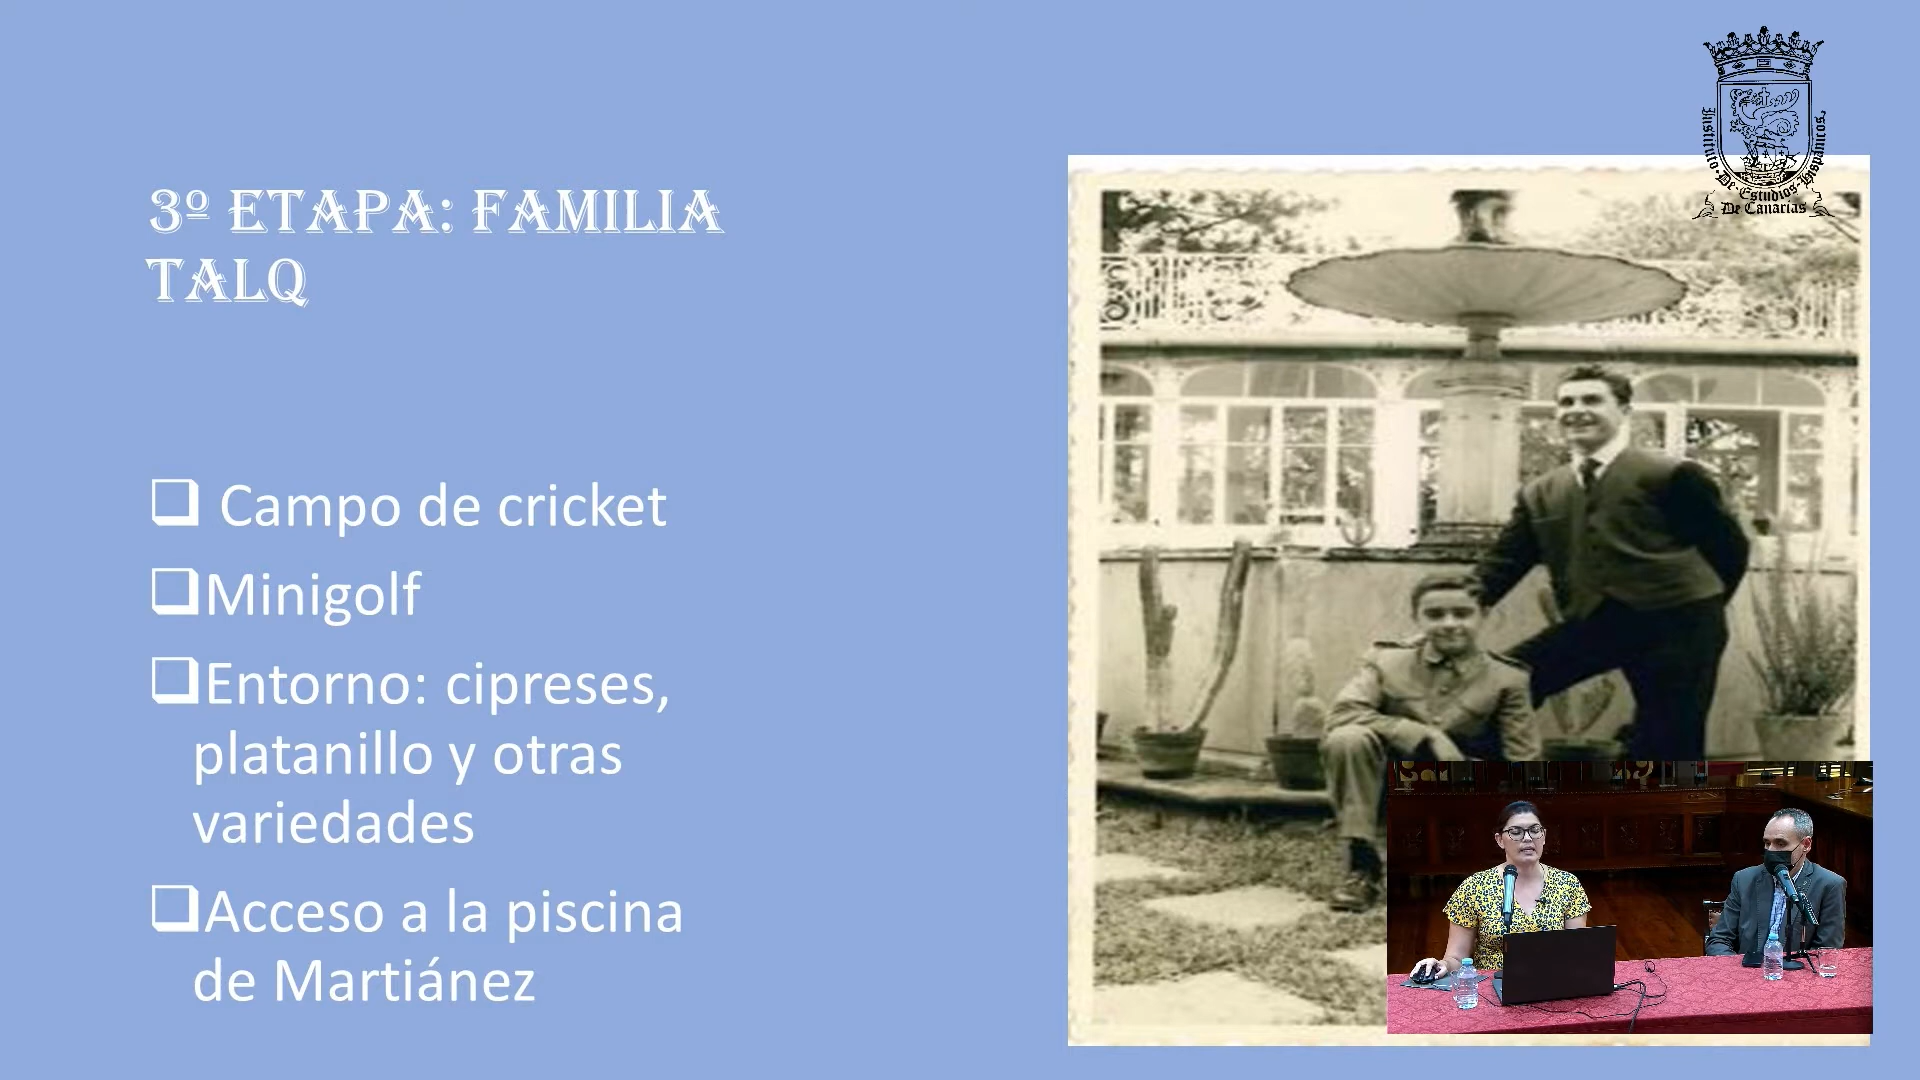 Instituto · De · Estudios · Hispánicos
De Canarias
3º ETAPA: FAMILIA
TALQ
Campo de cricket
Minigolf
Entorno: cipreses,
platanillo y otras
variedades
Acceso a la piscina
de Martiánez